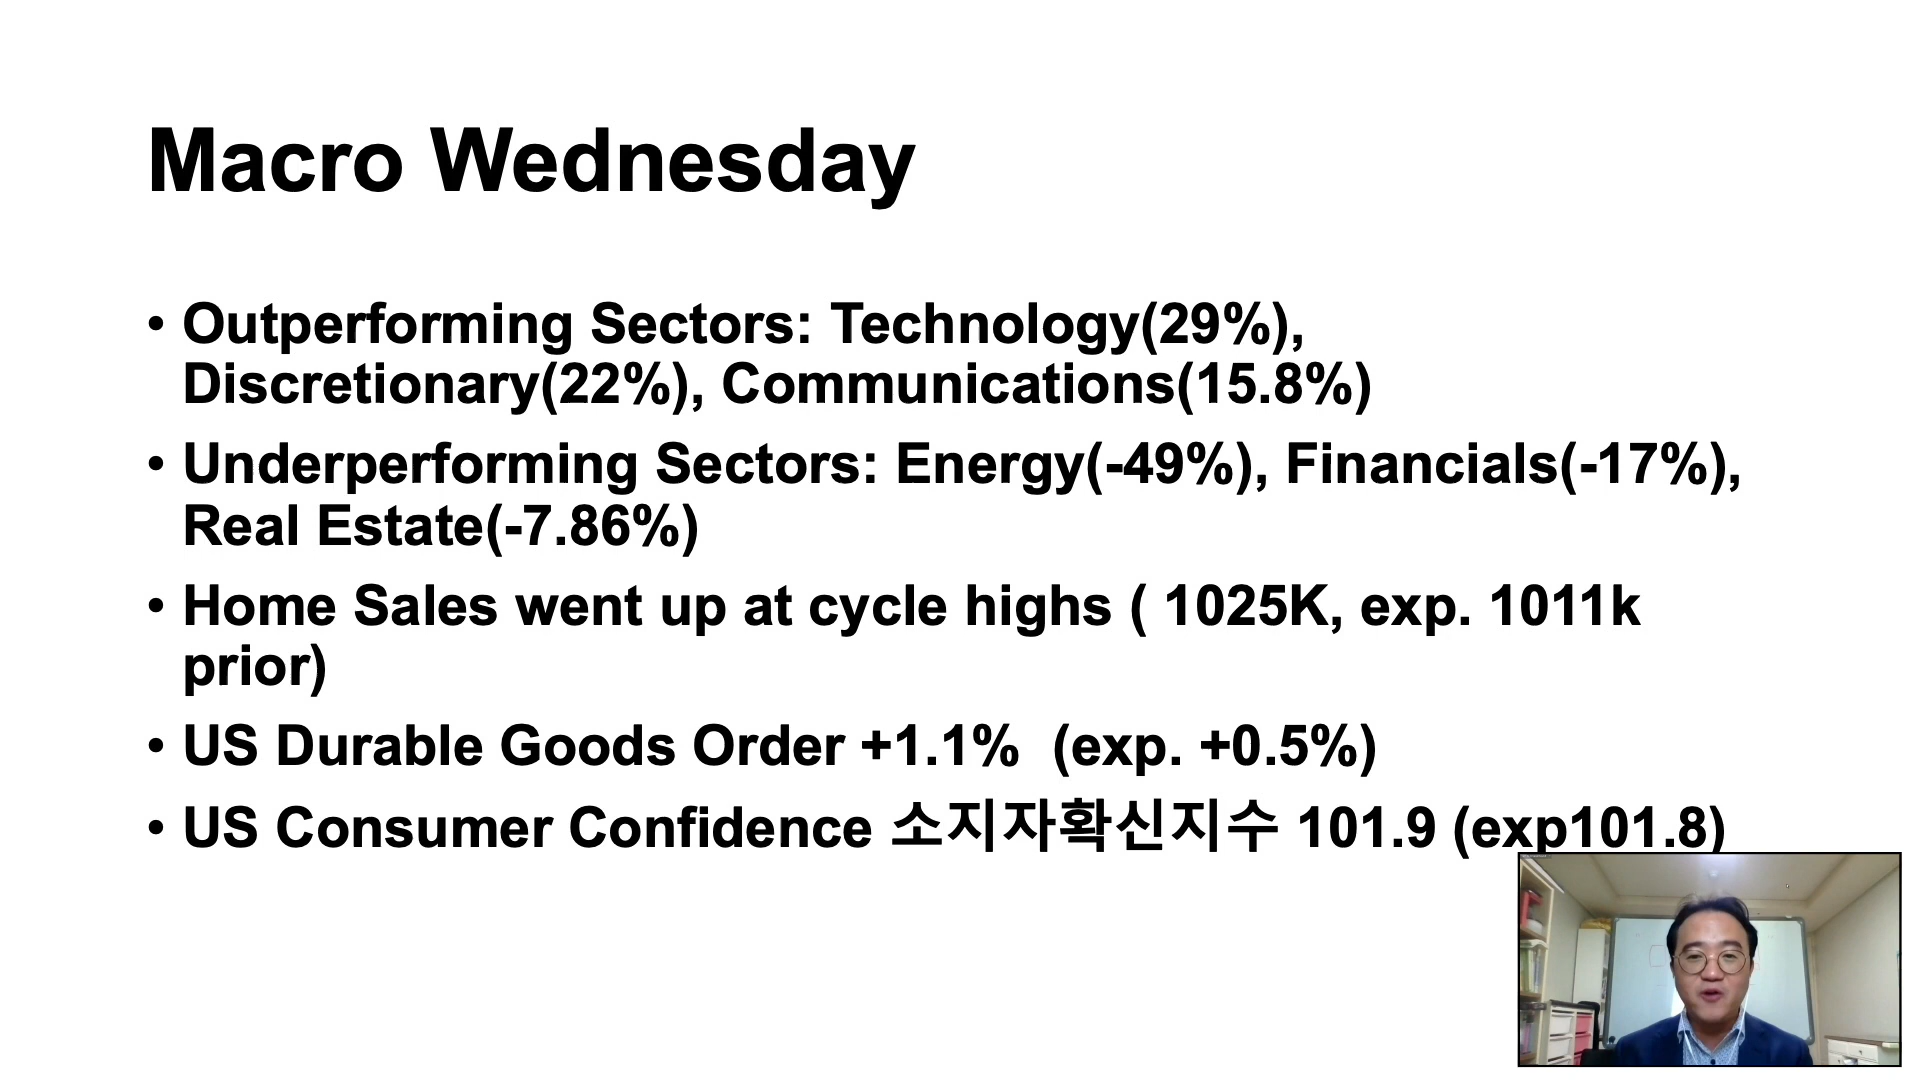 Macro Wednesday
• Outperforming Sectors: Technology(29%),
Discretionary(22%), Communications(15.8%)
• Underperforming Sectors: Energy(-49%), Financials(-17%),
Real Estate(-7.86%)
• Home Sales went up at cycle highs ( 1025K, exp. 1011k
prior)
• US Durable Goods Order +1.1%  (exp. +0.5%)
• US Consumer Confidence 소지자확신지수 101.9 (exp101.8)